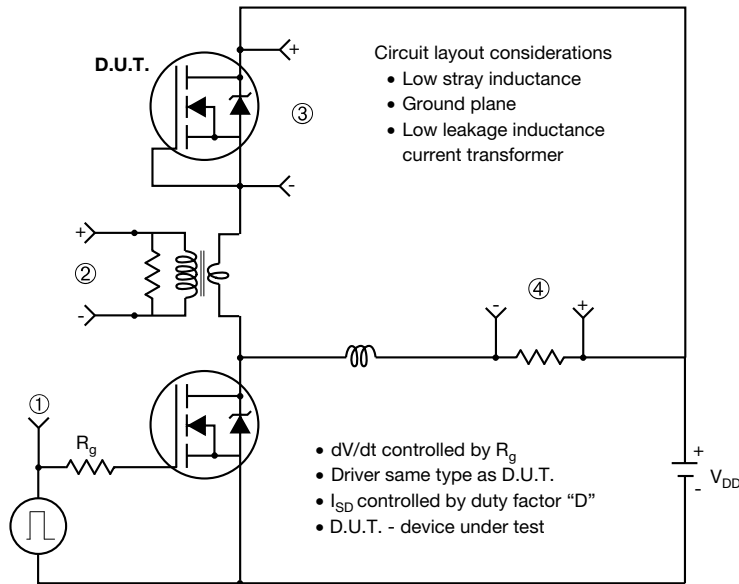 D.U.T.
+
Circuit layout considerations
• Low stray inductance
• Ground plane
• Low leakage inductance
current transformer
③
-
+
②
-
④
-
+
①
R_g
• dV/dt controlled by R_g
• Driver same type as D.U.T.
• I_SD controlled by duty factor “D”
• D.U.T. - device under test
+
V_DD
-